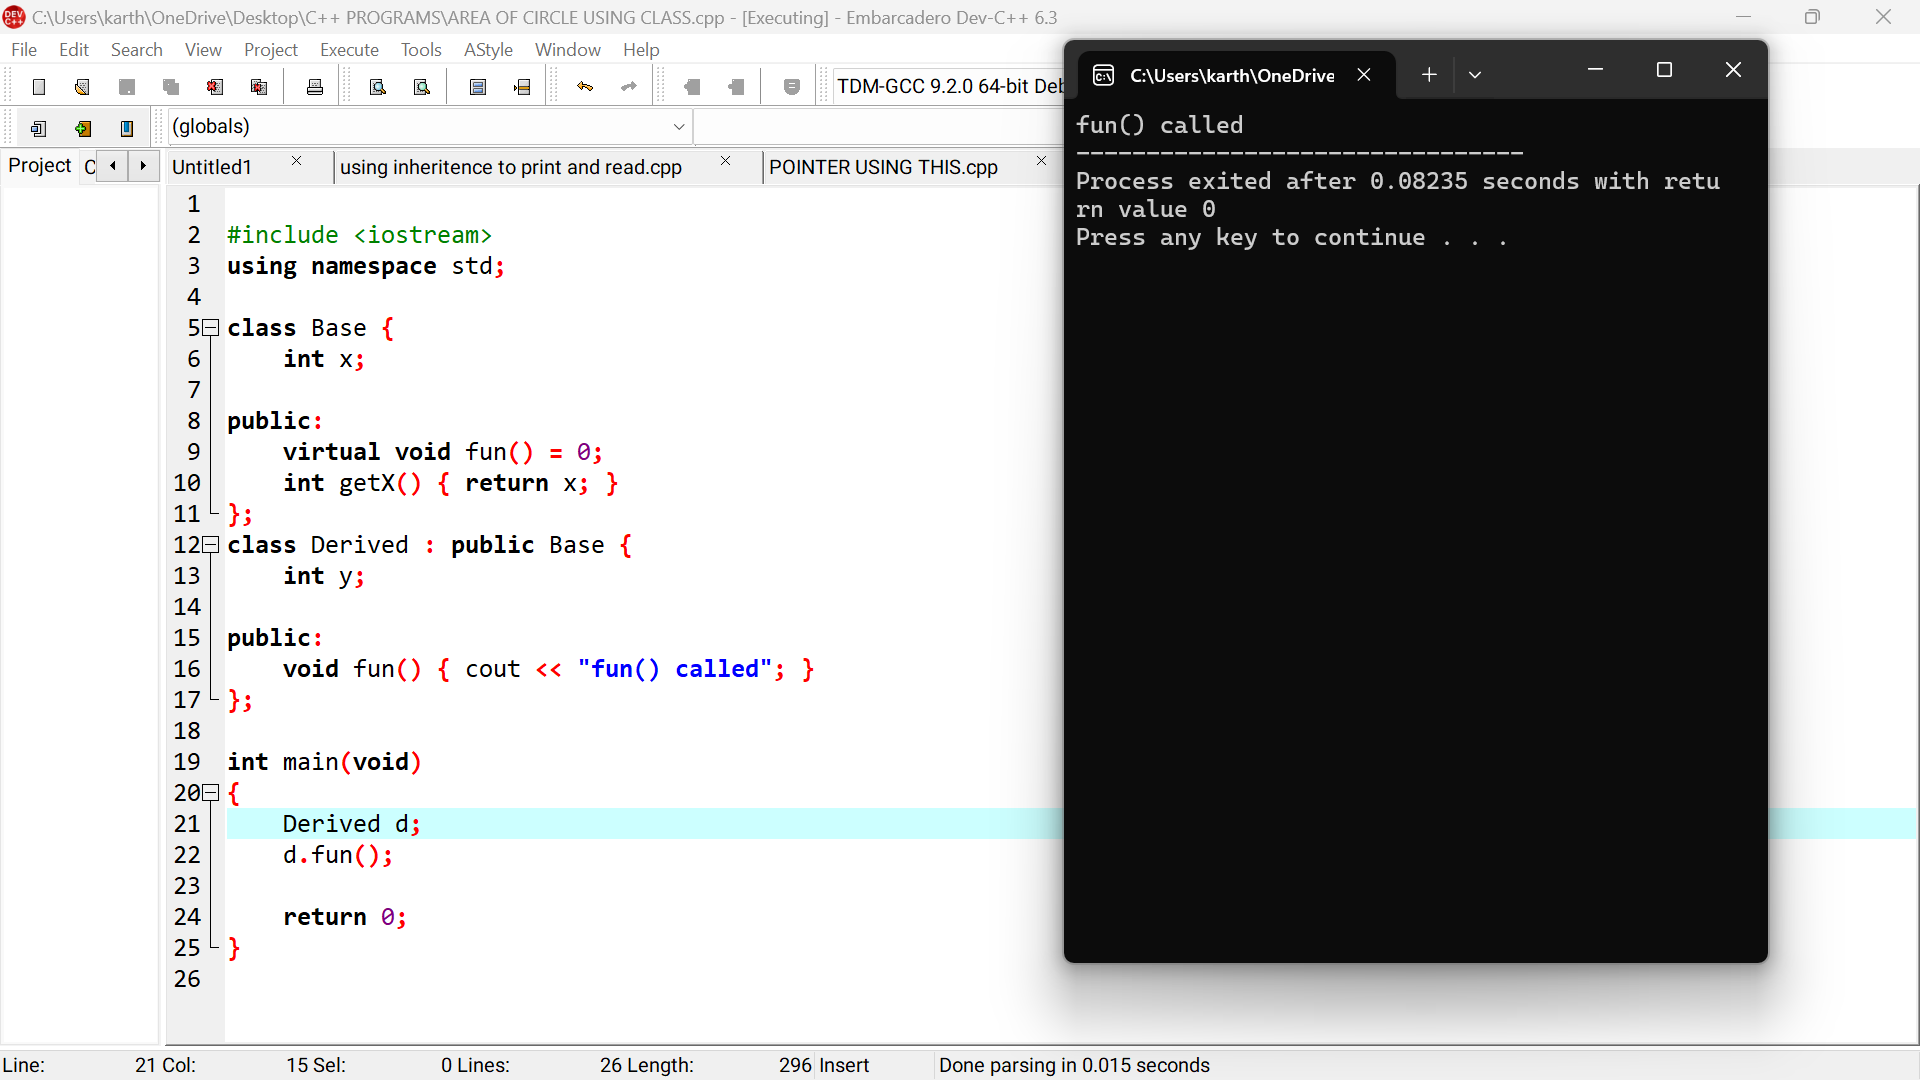 DEV C++ C:\Users\karth\OneDrive\Desktop\C++ PROGRAMS\AREA OF CIRCLE USING CLASS.cpp - [Executing] - Embarcadero Dev-C++ 6.3
File Edit Search View Project Execute Tools AStyle Window Help
TDM-GCC 9.2.0 64-bit Deb
(globals)
Project C
Untitled1 using inheritence to print and read.cpp POINTER USING THIS.cpp
1
2 #include <iostream>
3 using namespace std;
4
5 class Base {
6 int x;
7
8 public:
9 virtual void fun() = 0;
10 int getX() { return x; }
11 };
12 class Derived : public Base {
13 int y;
14
15 public:
16 void fun() { cout << "fun() called"; }
17 };
18
19 int main(void)
20 {
21 Derived d;
22 d.fun();
23
24 return 0;
25 }
26
C:\Users\karth\OneDrive
fun() called
--------------------------------
Process exited after 0.08235 seconds with retu
rn value 0
Press any key to continue . . .
Line: 21 Col: 15 Sel: 0 Lines: 26 Length: 296 Insert Done parsing in 0.015 seconds